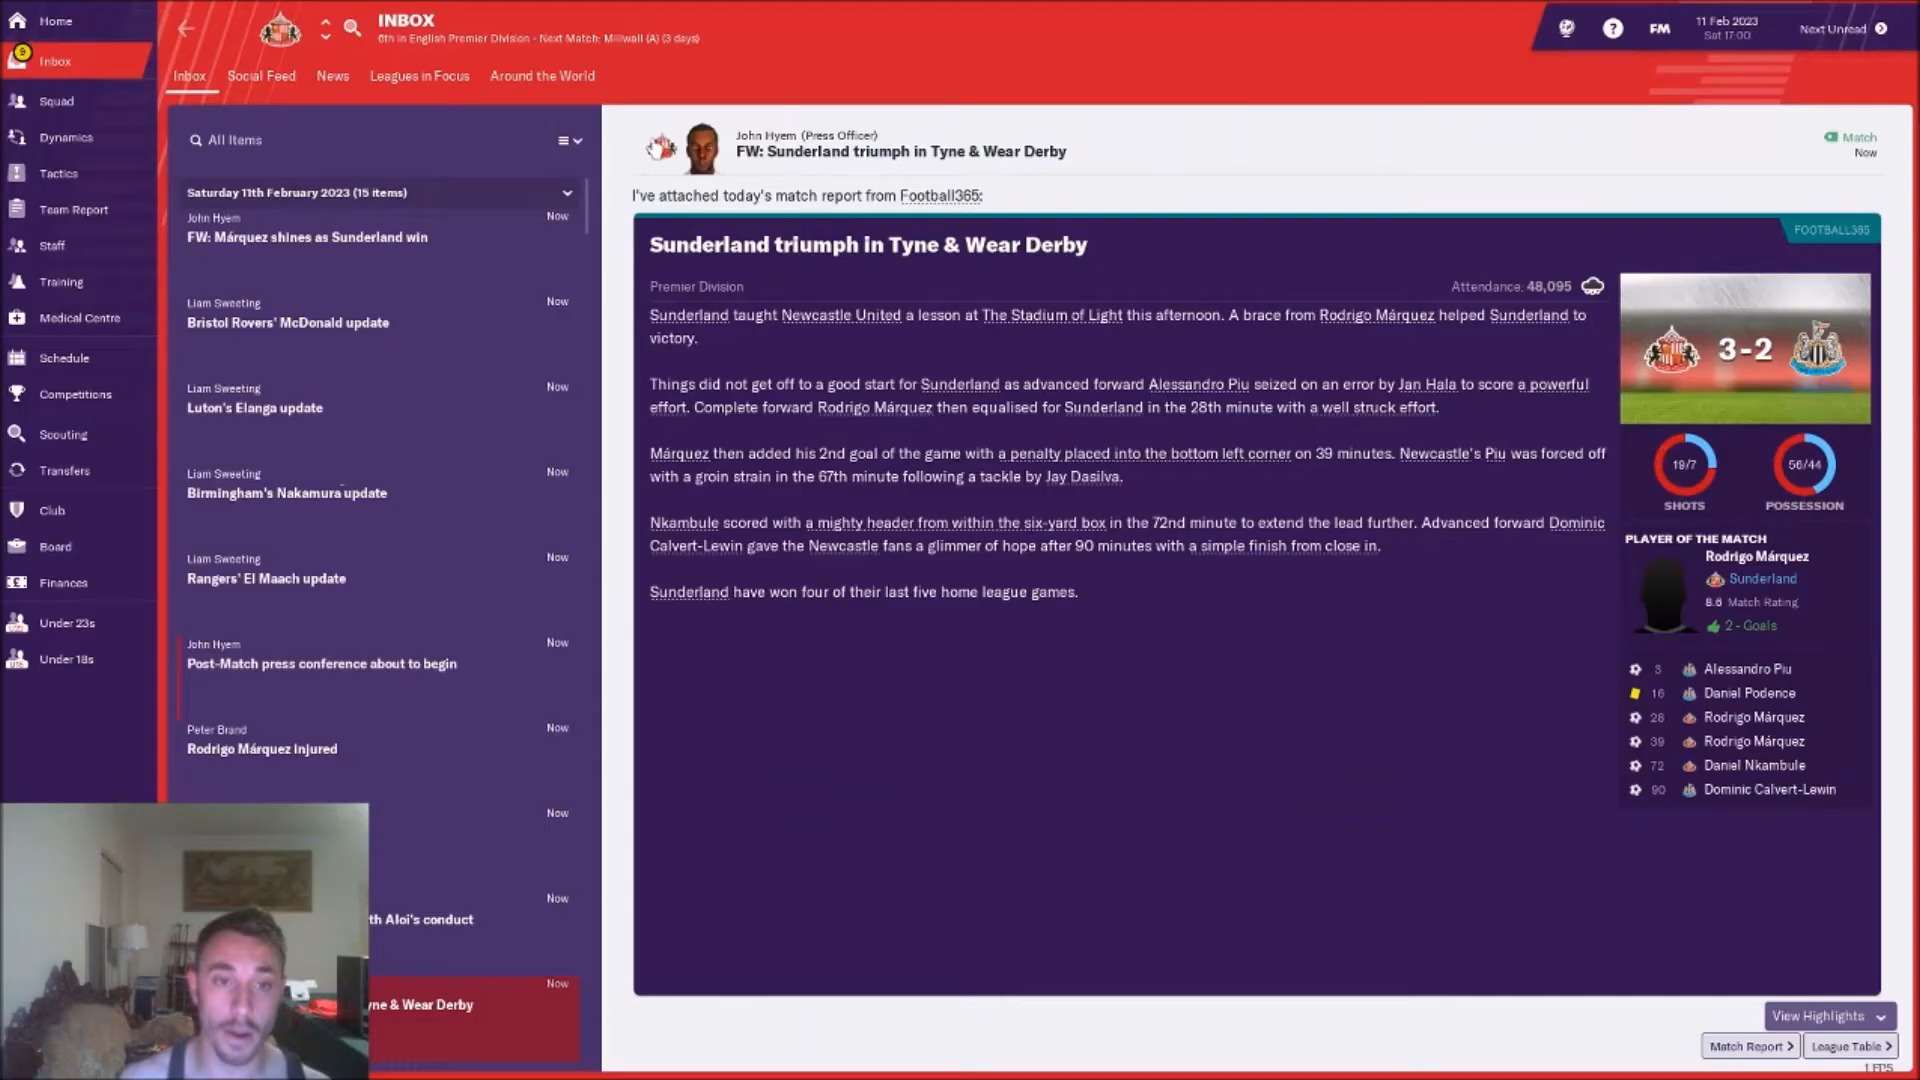 Home
9
Inbox
Squad
Dynamics
Tactics
Team Report
Staff
Training
Medical Centre
Schedule
Competitions
Scouting
Transfers
Club
Board
Finances
Under 23s
Under 18s
INBOX
6th in English Premier Division - Next Match: Millwall (A) (3 days)
FM
11 Feb 2023
Sat 17:00
Next Unread
Inbox Social Feed News Leagues in Focus Around the World
All Items
Saturday 11th February 2023 (15 items)
John Hyem Now
FW: Márquez shines as Sunderland win
Liam Sweeting Now
Bristol Rovers' McDonald update
Liam Sweeting Now
Luton's Elanga update
Liam Sweeting Now
Birmingham's Nakamura update
Liam Sweeting Now
Rangers' El Maach update
John Hyem Now
Post-Match press conference about to begin
Peter Brand Now
Rodrigo Márquez injured
Now
Now
th Aloi's conduct
Now
yne & Wear Derby
John Hyem (Press Officer)
FW: Sunderland triumph in Tyne & Wear Derby
Match
Now
I've attached today's match report from Football365:
FOOTBALL365
Sunderland triumph in Tyne & Wear Derby
Premier Division Attendance: 48,095
Sunderland taught Newcastle United a lesson at The Stadium of Light this afternoon. A brace from Rodrigo Márquez helped Sunderland to
victory.
Things did not get off to a good start for Sunderland as advanced forward Alessandro Piu seized on an error by Jan Hala to score a powerful
effort. Complete forward Rodrigo Márquez then equalised for Sunderland in the 28th minute with a well struck effort.
Márquez then added his 2nd goal of the game with a penalty placed into the bottom left corner on 39 minutes. Newcastle's Piu was forced off
with a groin strain in the 67th minute following a tackle by Jay Dasilva.
Nkambule scored with a mighty header from within the six-yard box in the 72nd minute to extend the lead further. Advanced forward Dominic
Calvert-Lewin gave the Newcastle fans a glimmer of hope after 90 minutes with a simple finish from close in.
Sunderland have won four of their last five home league games.
3-2
19/7
SHOTS
56/44
POSSESSION
PLAYER OF THE MATCH
Rodrigo Márquez
Sunderland
8.6 Match Rating
2 - Goals
3 Alessandro Piu
16 Daniel Podence
28 Rodrigo Márquez
39 Rodrigo Márquez
72 Daniel Nkambule
90 Dominic Calvert-Lewin
View Highlights
Match Report
League Table
1 FPS